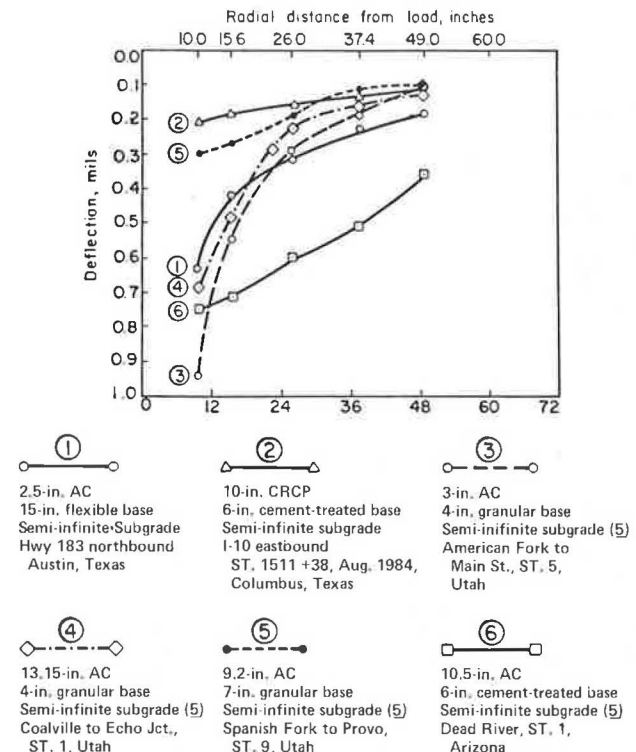 Radial distance from load, inches
10.0 15.6 26.0 37.4 49.0 60.0
0.0
0.1
0.2
0.3
0.4
0.5
0.6
0.7
0.8
0.9
1.0
Deflection, mils
②
⑤
①
④
⑥
③
0 12 24 36 48 60 72
①
2.5-in. AC
15-in. flexible base
Semi-infinite•Subgrade
Hwy 183 northbound
Austin, Texas
②
10-in. CRCP
6-in. cement-treated base
Semi-infinite subgrade
I-10 eastbound
ST. 1511 +38, Aug. 1984,
Columbus, Texas
③
3-in. AC
4-in. granular base
Semi-inifinite subgrade (5)
American Fork to
Main St., ST. 5,
Utah
④
13.15-in. AC
4-in. granular base
Semi-infinite subgrade (5)
Coalville to Echo Jct.,
ST. 1, Utah
⑤
9.2-in. AC
7-in. granular base
Semi-infinite subgrade (5)
Spanish Fork to Provo,
ST. 9, Utah
⑥
10.5-in. AC
6-in. cement-treated base
Semi-infinite subgrade (5)
Dead River, ST. 1,
Arizona